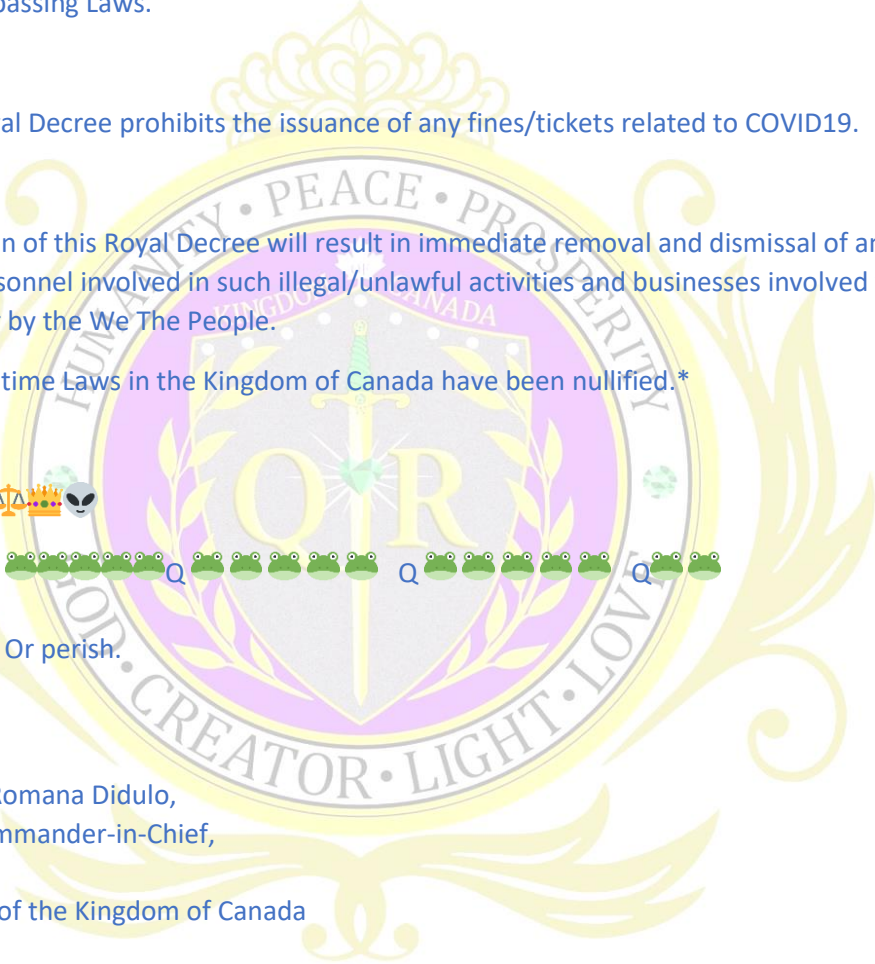 passing Laws.
al Decree prohibits the issuance of any fines/tickets related to COVID19.
n of this Royal Decree will result in immediate removal and dismissal of
sonnel involved in such illegal/unlawful activities and businesses involved
by the We The People.
time Laws in the Kingdom of Canada have been nullified.*
⚖👑👽
🐸🐸🐸🐸🐸Q🐸🐸🐸🐸🐸 Q🐸🐸🐸🐸🐸 Q🐸🐸
Or perish.
Romana Didulo,
mmander-in-Chief,
of the Kingdom of Canada
HUMANITY • PEACE • PROSPERITY
KINGDOM CANADA
Q R
GOD • CREATOR • LIGHT • LOVE